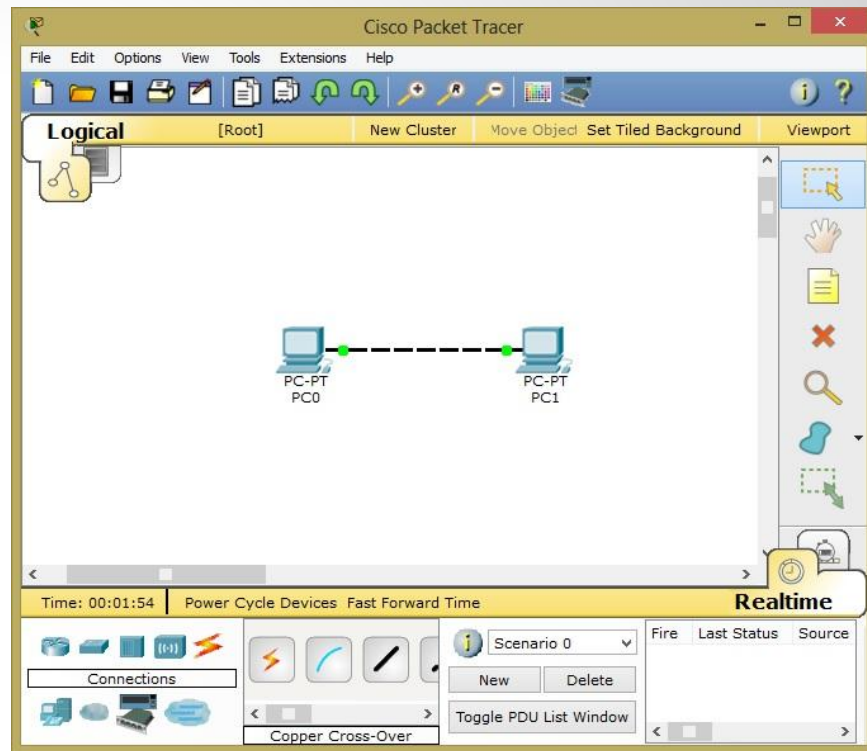 Cisco Packet Tracer
File Edit Options View Tools Extensions Help
Logical [Root] New Cluster Move Object Set Tiled Background Viewport
PC-PT PC-PT
PC0 PC1
Time: 00:01:54 Power Cycle Devices Fast Forward Time Realtime
Scenario 0 Fire Last Status Source
Connections New Delete
Toggle PDU List Window
Copper Cross-Over